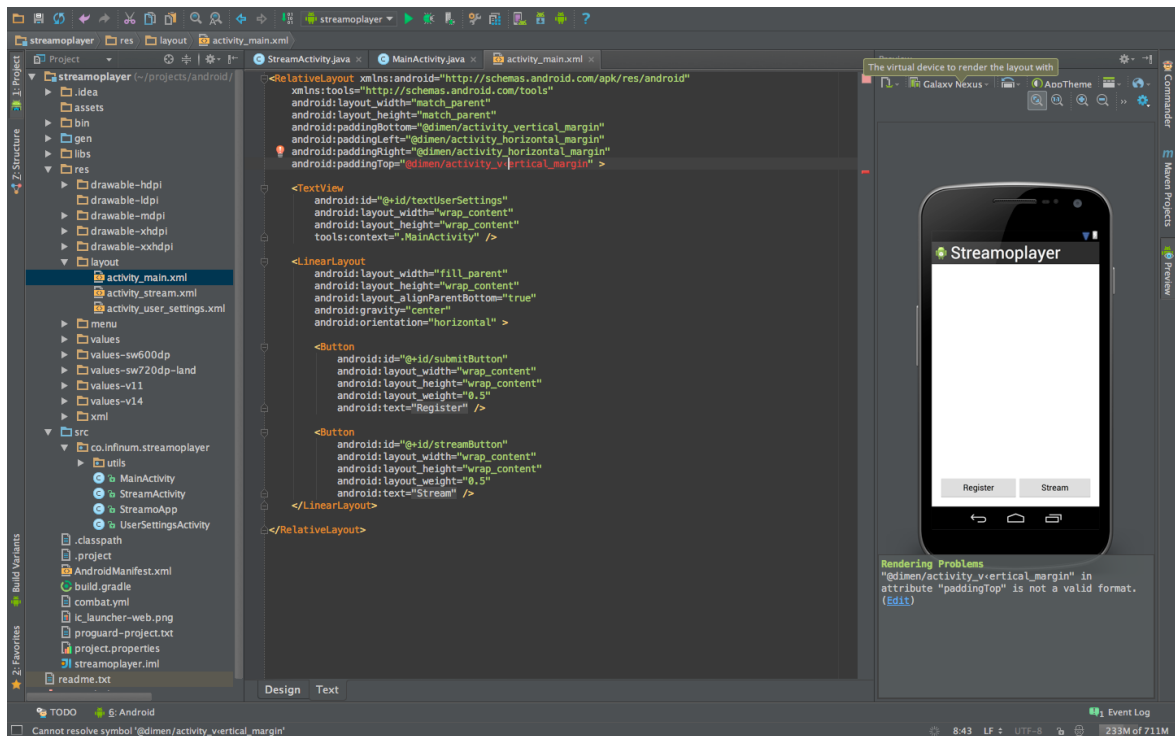 streamoplayer
streamoplayer res layout activity_main.xml
Project
StreamActivity.java MainActivity.java activity_main.xml
Preview
The virtual device to render the layout with
Galaxy Nexus AppTheme
1: Project
Z: Structure
Build Variants
2: Favorites
streamoplayer (~/projects/android/
.idea
assets
bin
gen
libs
res
drawable-hdpi
drawable-ldpi
drawable-mdpi
drawable-xhdpi
drawable-xxhdpi
layout
activity_main.xml
activity_stream.xml
activity_user_settings.xml
menu
values
values-sw600dp
values-sw720dp-land
values-v11
values-v14
xml
src
co.infinum.streamoplayer
utils
MainActivity
StreamActivity
StreamoApp
UserSettingsActivity
.classpath
.project
AndroidManifest.xml
build.gradle
combat.yml
ic_launcher-web.png
proguard-project.txt
project.properties
streamoplayer.iml
readme.txt
<RelativeLayout xmlns:android="http://schemas.android.com/apk/res/android"
xmlns:tools="http://schemas.android.com/tools"
android:layout_width="match_parent"
android:layout_height="match_parent"
android:paddingBottom="@dimen/activity_vertical_margin"
android:paddingLeft="@dimen/activity_horizontal_margin"
android:paddingRight="@dimen/activity_horizontal_margin"
android:paddingTop="@dimen/activity_v‹ertical_margin" >
<TextView
android:id="@+id/textUserSettings"
android:layout_width="wrap_content"
android:layout_height="wrap_content"
tools:context=".MainActivity" />
<LinearLayout
android:layout_width="fill_parent"
android:layout_height="wrap_content"
android:layout_alignParentBottom="true"
android:gravity="center"
android:orientation="horizontal" >
<Button
android:id="@+id/submitButton"
android:layout_width="wrap_content"
android:layout_height="wrap_content"
android:layout_weight="0.5"
android:text="Register" />
<Button
android:id="@+id/streamButton"
android:layout_width="wrap_content"
android:layout_height="wrap_content"
android:layout_weight="0.5"
android:text="Stream" />
</LinearLayout>
</RelativeLayout>
Design Text
Streamoplayer
Register Stream
Rendering Problems
"@dimen/activity_v‹ertical_margin" in
attribute "paddingTop" is not a valid format.
(Edit)
Commander
m Maven Projects
Preview
TODO 6: Android
1 Event Log
Cannot resolve symbol '@dimen/activity_v‹ertical_margin'
8:43 LF UTF-8 233M of 711M